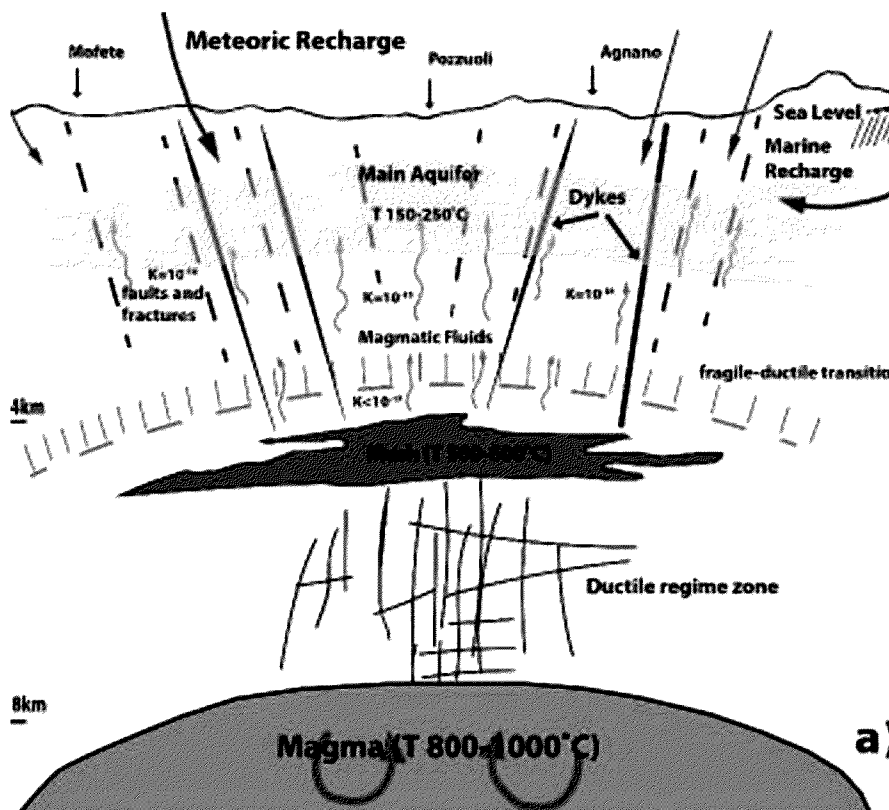 Mofete
Meteoric Recharge
Pozzuoli
Agnano
Sea Level
Marine
Recharge
Main Aquifer
T 150-250°C
Dykes
faults and
fractures
Magmatic Fluids
fragile-ductile transition
4km
Ductile regime zone
8km
Magma (T 800-1000°C)
a)